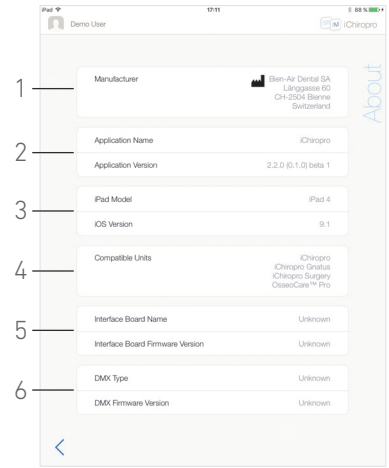 iPad 17:11 88 %
Demo User iM iChiropro
About
1 Manufacturer Bien-Air Dental SA
Länggasse 60
CH-2504 Bienne
Switzerland
2 Application Name iChiropro
Application Version 2.2.0 (0.1.0) beta 1
3 iPad Model iPad 4
iOS Version 9.1
4 Compatible Units iChiropro
iChiropro Gnatus
iChiropro Surgery
OsseoCare™ Pro
5 Interface Board Name Unknown
Interface Board Firmware Version Unknown
6 DMX Type Unknown
DMX Firmware Version Unknown